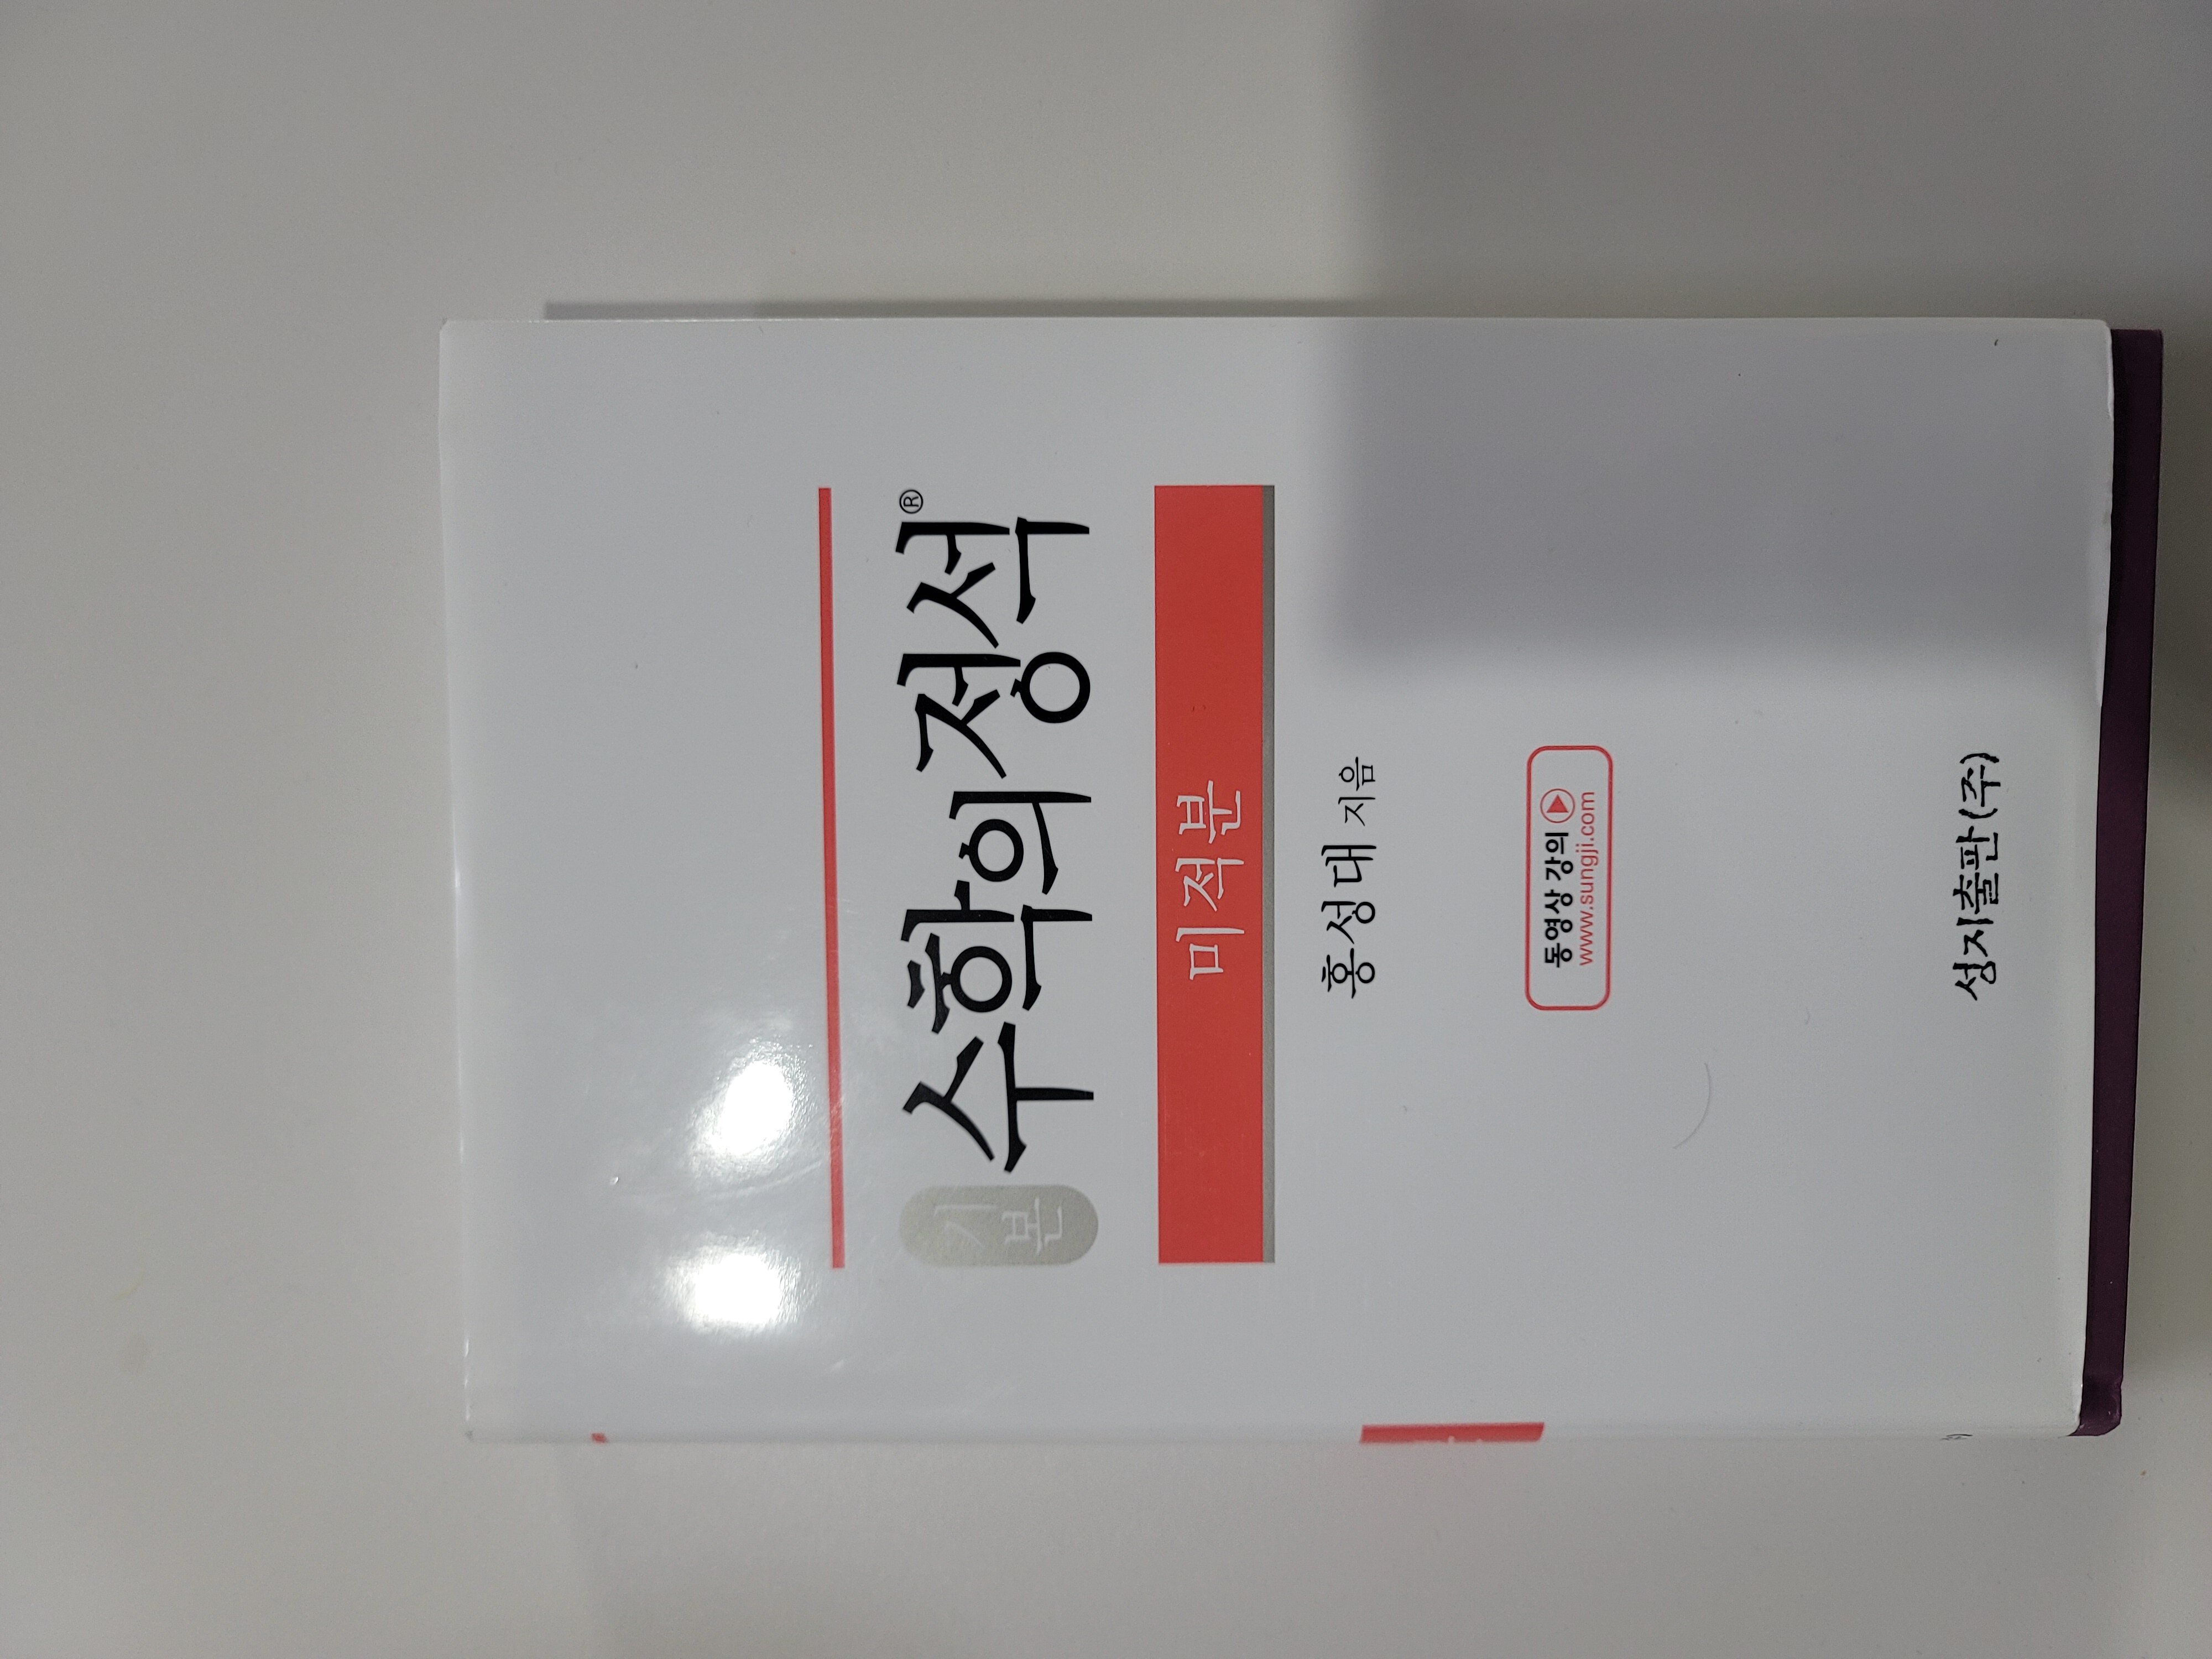 기본 수학의 정석®
미적분
홍성대 지음
동영상 강의
www.sungji.com
성지출판(주)